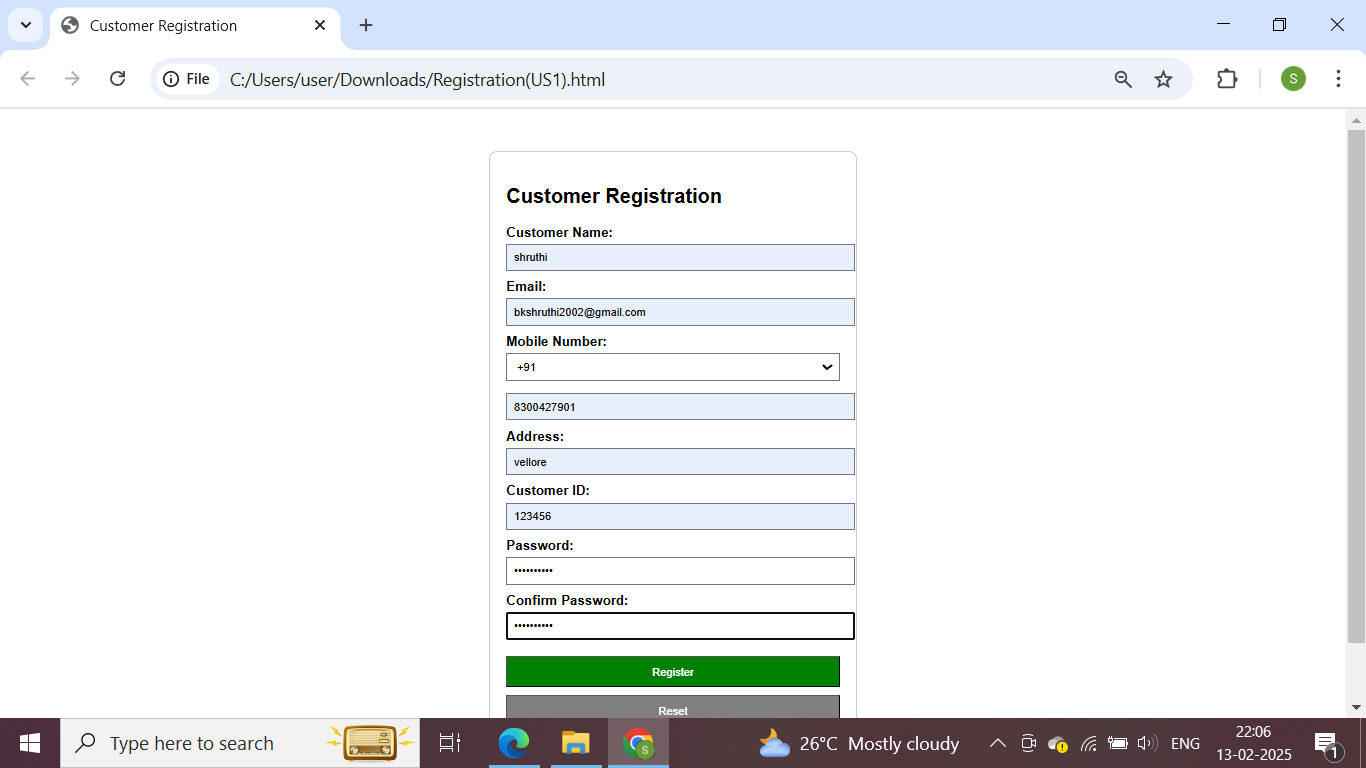 Customer Registration
File
C:/Users/user/Downloads/Registration(US1).html
S
Customer Registration
Customer Name:
shruthi
Email:
bkshruthi2002@gmail.com
Mobile Number:
+91
8300427901
Address:
vellore
Customer ID:
123456
Password:
••••••••••
Confirm Password:
••••••••••
Register
Reset
Type here to search
S
26°C Mostly cloudy
ENG
22:06
13-02-2025
1